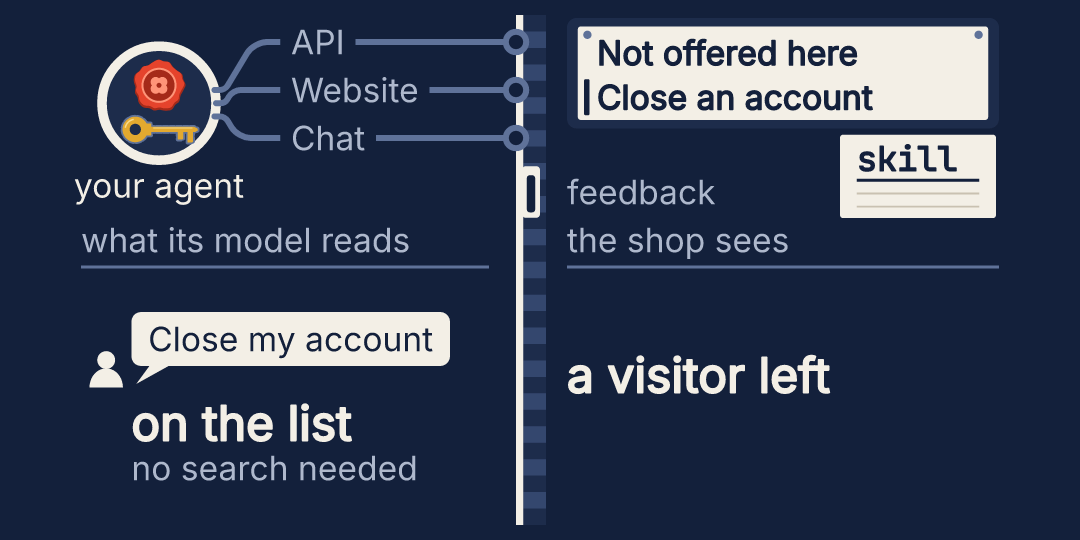 API
Website
Chat
your agent
what its model reads
Close my account
on the list
no search needed
Not offered here
Close an account
skill
feedback
the shop sees
a visitor left